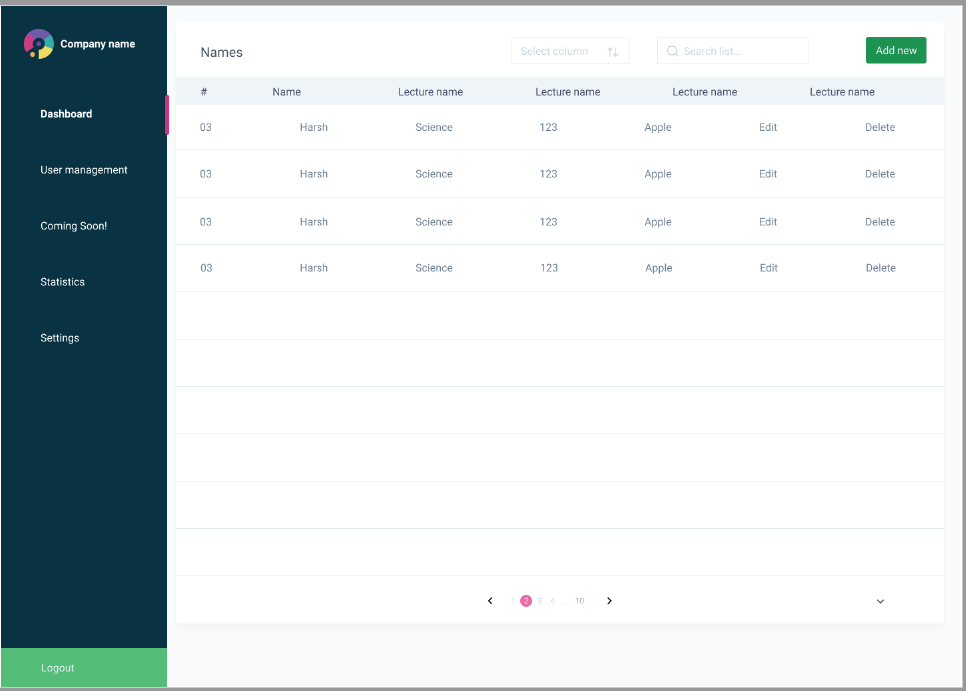 Company name
Dashboard
User management
Coming Soon!
Statistics
Settings
Logout
Names
Select column
Search list...
Add new
# Name Lecture name Lecture name Lecture name Lecture name
03 Harsh Science 123 Apple Edit Delete
03 Harsh Science 123 Apple Edit Delete
03 Harsh Science 123 Apple Edit Delete
03 Harsh Science 123 Apple Edit Delete
1 2 3 4 ... 10